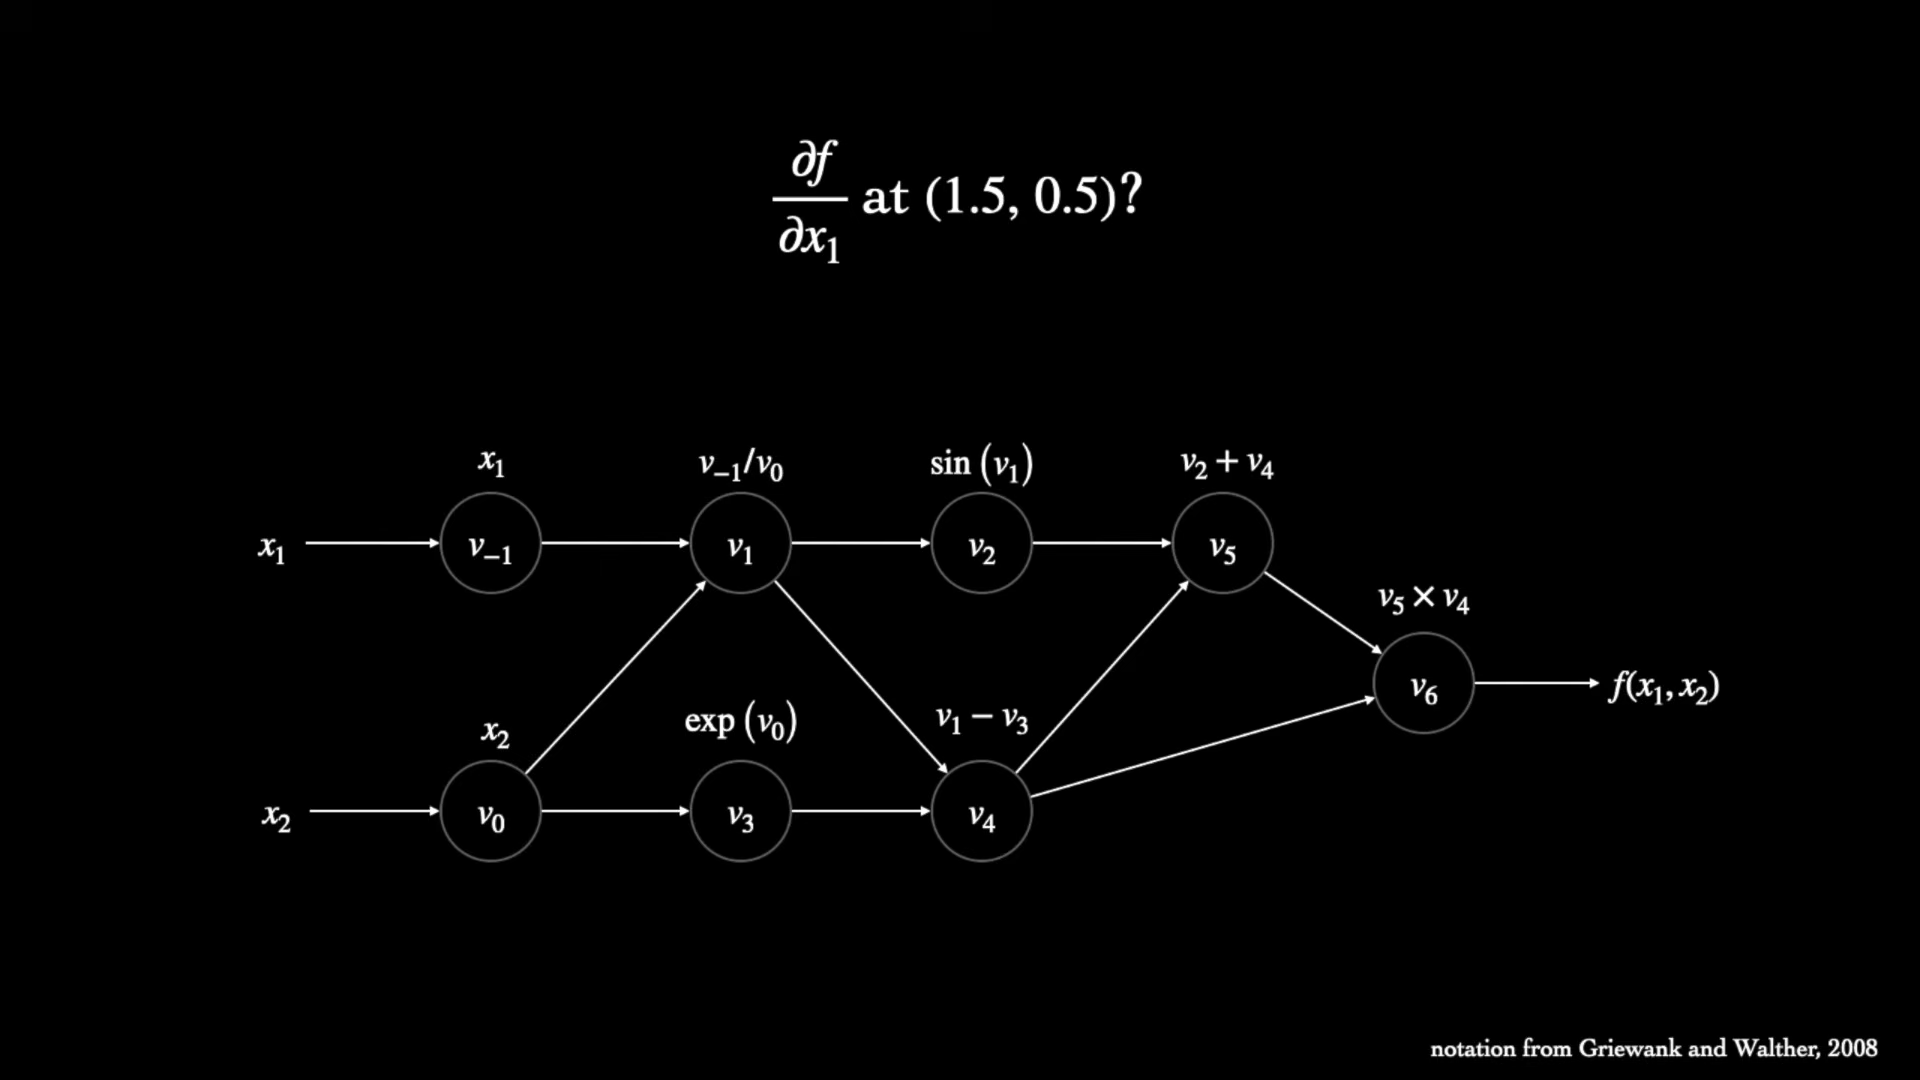 ∂f/∂x₁ at (1.5, 0.5)?
x₁ v₋₁/v₀ sin (v₁) v₂ + v₄
x₁ v₋₁ v₁ v₂ v₅
v₅ × v₄
v₆ f(x₁, x₂)
x₂ exp (v₀) v₁ − v₃
x₂ v₀ v₃ v₄
notation from Griewank and Walther, 2008